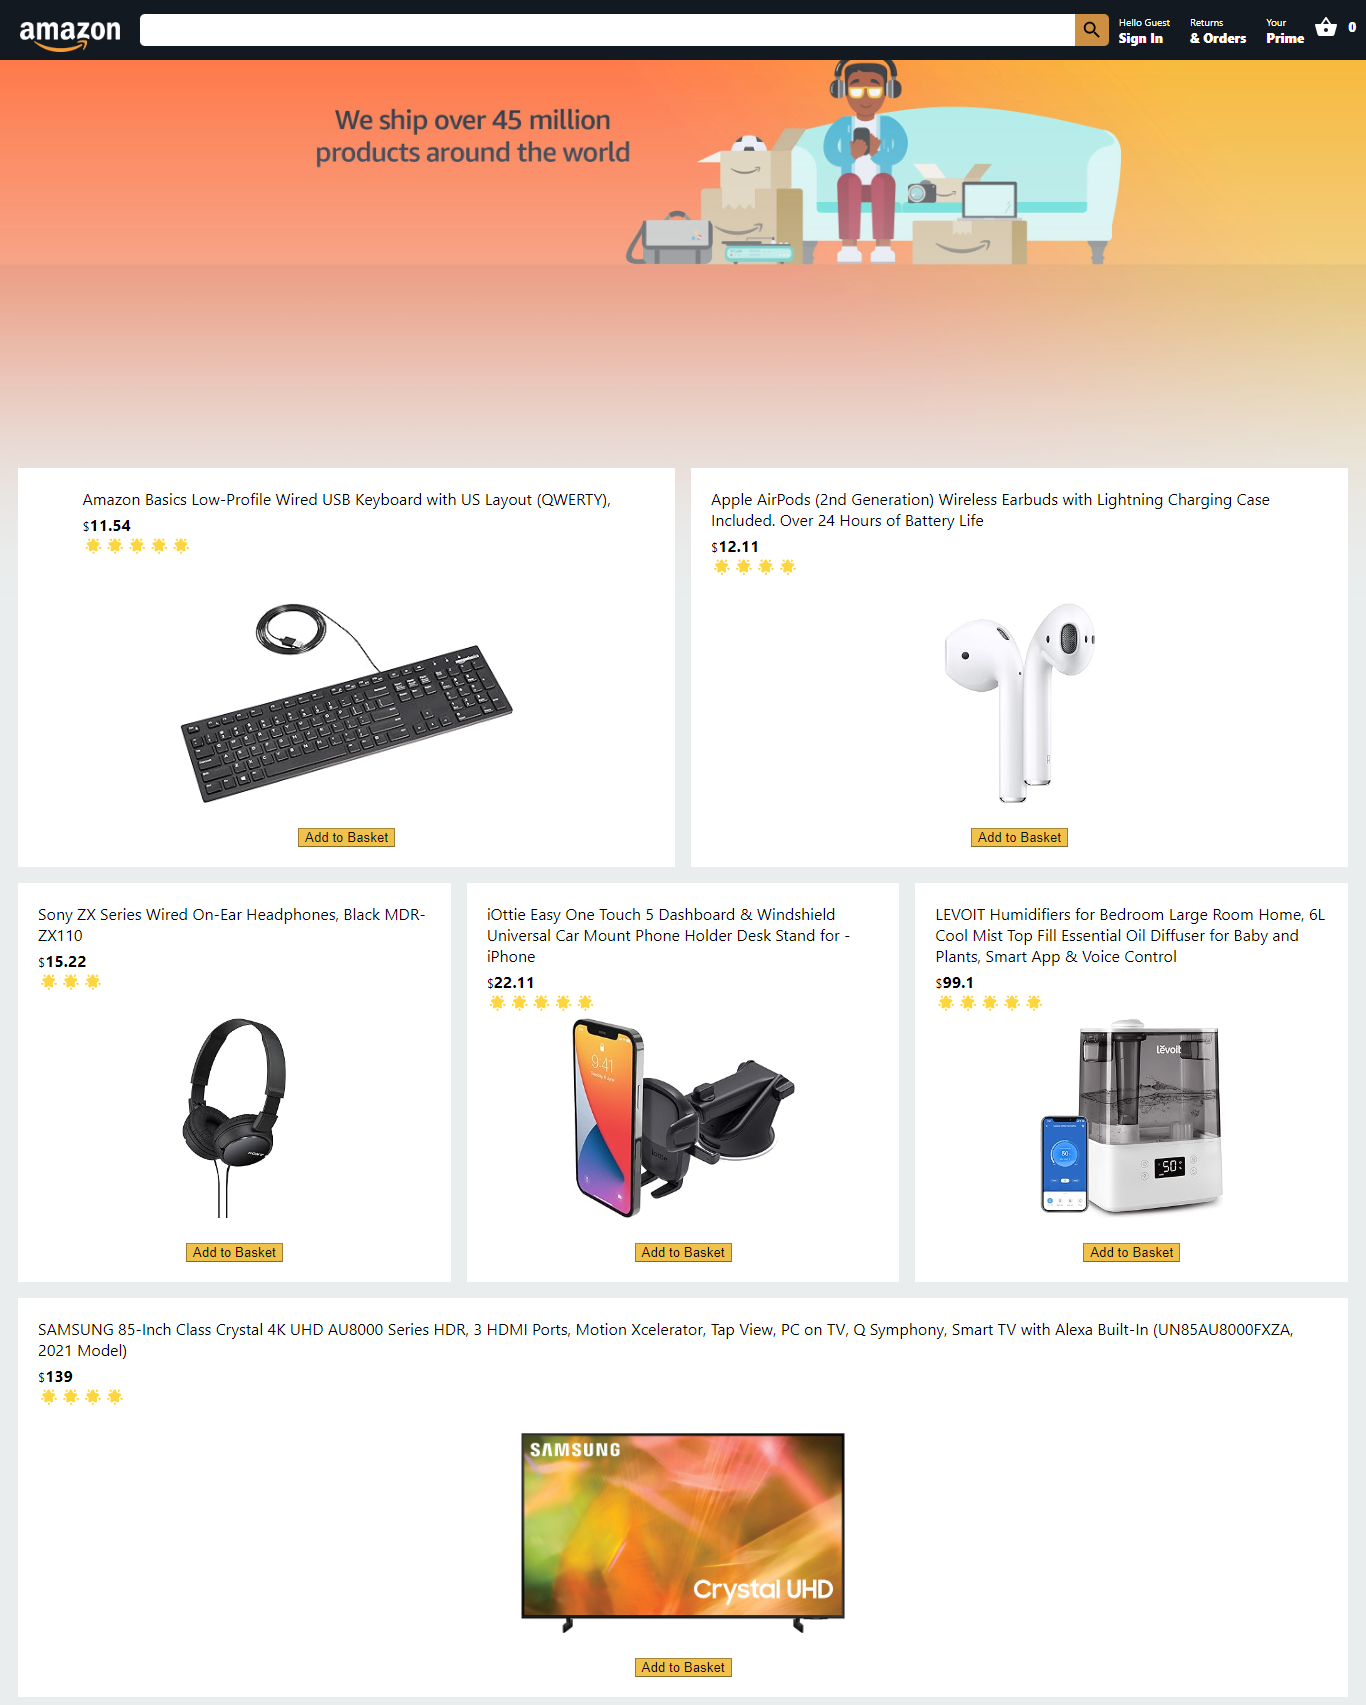 amazon
Hello Guest
Sign In
Returns
& Orders
Your
Prime
0
We ship over 45 million
products around the world
Amazon Basics Low-Profile Wired USB Keyboard with US Layout (QWERTY),
$11.54
Apple AirPods (2nd Generation) Wireless Earbuds with Lightning Charging Case
Included. Over 24 Hours of Battery Life
$12.11
Add to Basket
Add to Basket
Sony ZX Series Wired On-Ear Headphones, Black MDR-
ZX110
$15.22
SONY
Add to Basket
iOttie Easy One Touch 5 Dashboard & Windshield
Universal Car Mount Phone Holder Desk Stand for -
iPhone
$22.11
9:41
iOttie
Add to Basket
LEVOIT Humidifiers for Bedroom Large Room Home, 6L
Cool Mist Top Fill Essential Oil Diffuser for Baby and
Plants, Smart App & Voice Control
$99.1
levoit
50%
50%
Add to Basket
SAMSUNG 85-Inch Class Crystal 4K UHD AU8000 Series HDR, 3 HDMI Ports, Motion Xcelerator, Tap View, PC on TV, Q Symphony, Smart TV with Alexa Built-In (UN85AU8000FXZA,
2021 Model)
$139
SAMSUNG
Crystal UHD
Add to Basket